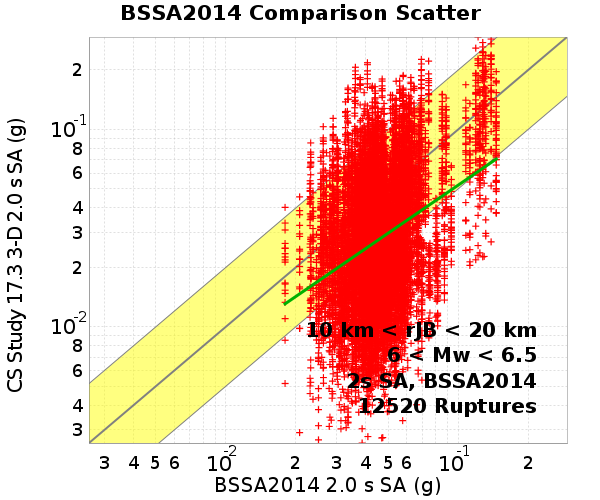 BSSA2014 Comparison Scatter
CS Study 17.3 3-D 2.0 s SA (g)
2
10-1
8
6
4
3
2
10-2
8
6
4
3
10 km < rJB < 20 km
6 < Mw < 6.5
2s SA, BSSA2014
12520 Ruptures
3 4 5 6 10-2 2 3 4 5 6 10-1 2
BSSA2014 2.0 s SA (g)